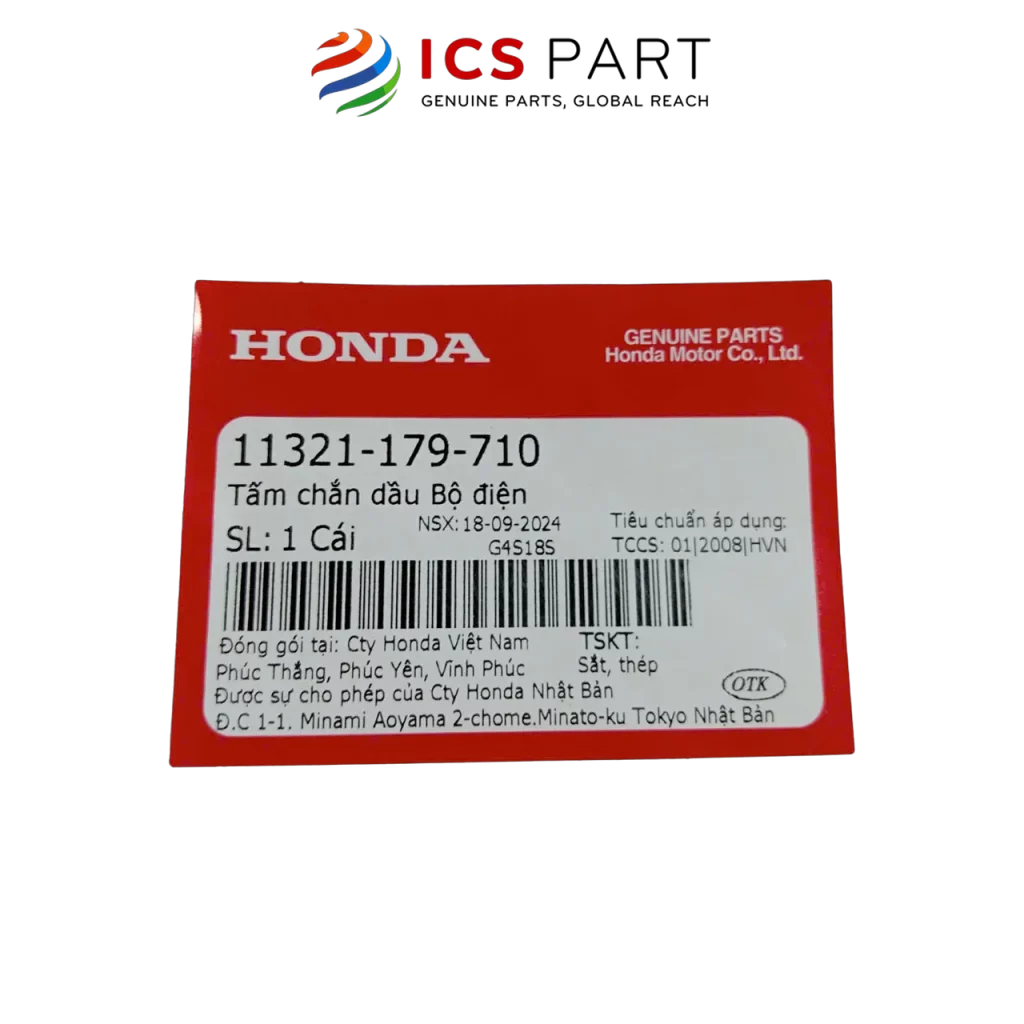 ICS PART
GENUINE PARTS, GLOBAL REACH
HONDA
GENUINE PARTS
Honda Motor Co., Ltd.
11321-179-710
Tấm chắn dầu Bộ điện
SL: 1 Cái
NSX: 18-09-2024
G4S18S
Tiêu chuẩn áp dụng:
TCCS: 01|2008|HVN
Đóng gói tại: Cty Honda Việt Nam
Phúc Thắng, Phúc Yên, Vĩnh Phúc
TSKT:
Sắt, thép
Được sự cho phép của Cty Honda Nhật Bản
Đ.C 1-1. Minami Aoyama 2-chome.Minato-ku Tokyo Nhật Bản
OTK